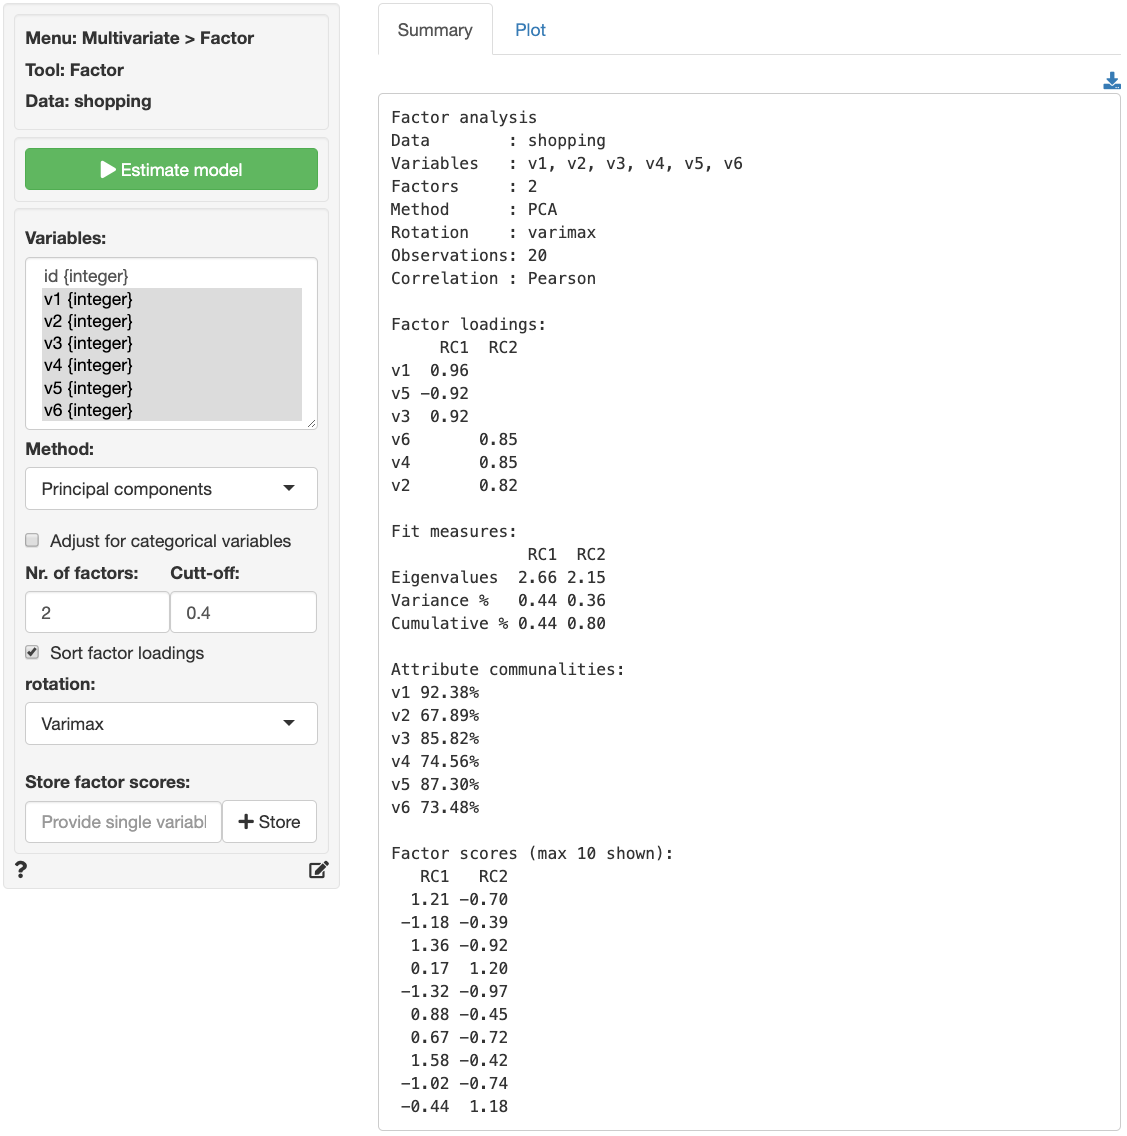 Menu: Multivariate > Factor
Tool: Factor
Data: shopping
Estimate model
Variables:
id {integer}
v1 {integer}
v2 {integer}
v3 {integer}
v4 {integer}
v5 {integer}
v6 {integer}
Method:
Principal components
Adjust for categorical variables
Nr. of factors: Cutt-off:
2 0.4
Sort factor loadings
rotation:
Varimax
Store factor scores:
Provide single variabl + Store
?
Summary Plot
Factor analysis
Data        : shopping
Variables   : v1, v2, v3, v4, v5, v6
Factors     : 2
Method      : PCA
Rotation    : varimax
Observations: 20
Correlation : Pearson
Factor loadings:
     RC1  RC2
v1  0.96
v5 -0.92
v3  0.92
v6       0.85
v4       0.85
v2       0.82
Fit measures:
              RC1  RC2
Eigenvalues  2.66 2.15
Variance %   0.44 0.36
Cumulative % 0.44 0.80
Attribute communalities:
v1 92.38%
v2 67.89%
v3 85.82%
v4 74.56%
v5 87.30%
v6 73.48%
Factor scores (max 10 shown):
   RC1   RC2
  1.21 -0.70
 -1.18 -0.39
  1.36 -0.92
  0.17  1.20
 -1.32 -0.97
  0.88 -0.45
  0.67 -0.72
  1.58 -0.42
 -1.02 -0.74
 -0.44  1.18